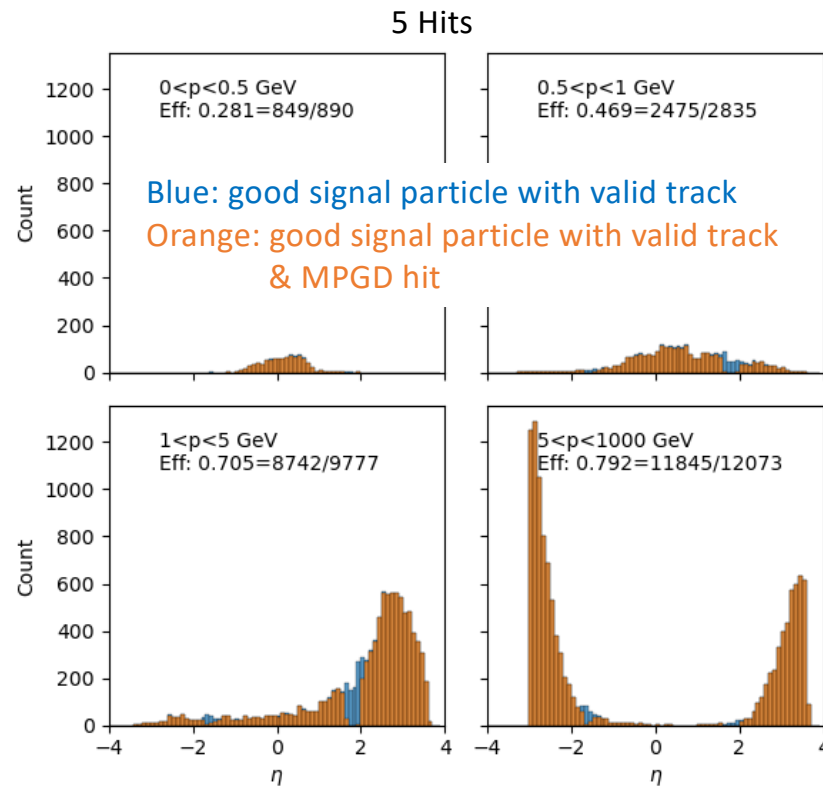 5 Hits
0<p<0.5 GeV
Eff: 0.281=849/890
0.5<p<1 GeV
Eff: 0.469=2475/2835
Blue: good signal particle with valid track
Orange: good signal particle with valid track
& MPGD hit
Count
1200
1000
800
600
400
200
0
1<p<5 GeV
Eff: 0.705=8742/9777
5<p<1000 GeV
Eff: 0.792=11845/12073
Count
1200
1000
800
600
400
200
0
−4 −2 0 2 4
−4 −2 0 2 4
η
η